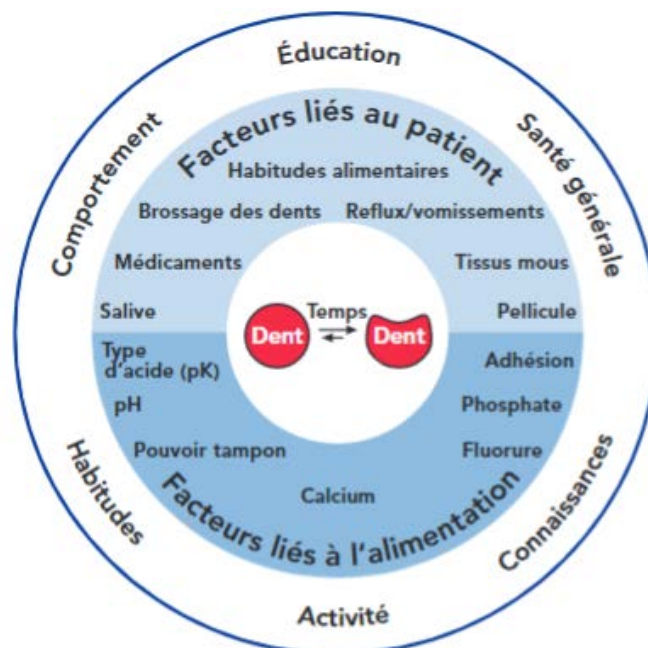 Éducation
Comportement
Santé générale
Facteurs liés au patient
Habitudes alimentaires
Brossage des dents
Reflux/vomissements
Médicaments
Tissus mous
Salive
Pellicule
Temps
Dent
Dent
Type
d'acide (pK)
Adhésion
pH
Phosphate
Pouvoir tampon
Fluorure
Calcium
Facteurs liés à l'alimentation
Habitudes
Connaissances
Activité